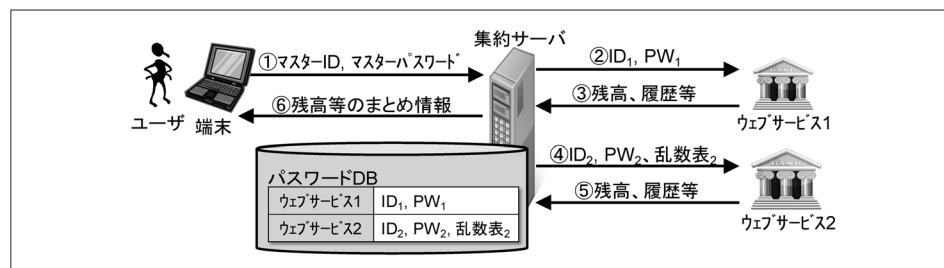 集約サーバ
①マスターID, マスターパスワード
②ID₁, PW₁
⑥残高等のまとめ情報
③残高、履歴等
ユーザ 端末
ウェブサービス1
④ID₂, PW₂、乱数表₂
⑤残高、履歴等
ウェブサービス2
パスワードDB
ウェブサービス1 ID₁, PW₁
ウェブサービス2 ID₂, PW₂, 乱数表₂
BANK